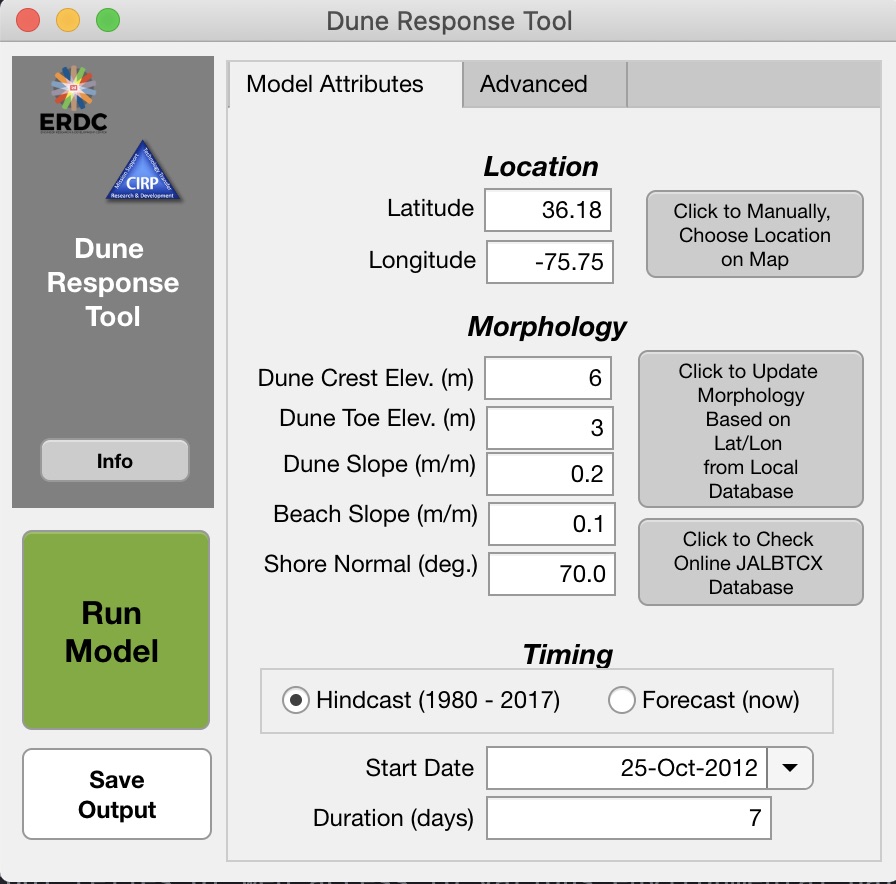 Dune Response Tool
ERDC
CIRP
Research & Development
Dune
Response
Tool
Info
Run
Model
Save
Output
Model Attributes
Advanced
Location
Latitude 36.18
Longitude -75.75
Click to Manually,
Choose Location
on Map
Morphology
Dune Crest Elev. (m) 6
Dune Toe Elev. (m) 3
Dune Slope (m/m) 0.2
Beach Slope (m/m) 0.1
Shore Normal (deg.) 70.0
Click to Update
Morphology
Based on
Lat/Lon
from Local
Database
Click to Check
Online JALBTCX
Database
Timing
Hindcast (1980 - 2017) Forecast (now)
Start Date 25-Oct-2012
Duration (days) 7